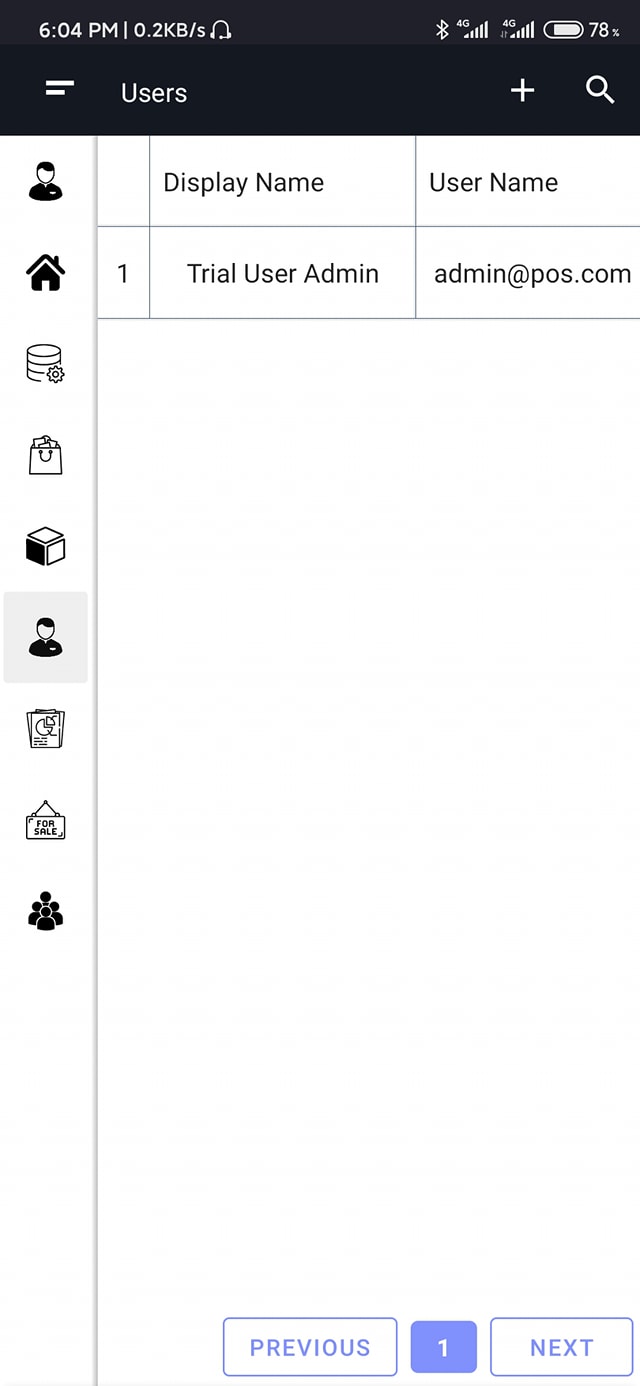 6:04 PM | 0.2KB/s 4G 4G 78%
Users
Display Name User Name
1 Trial User Admin admin@pos.com
FOR
SALE
PREVIOUS 1 NEXT